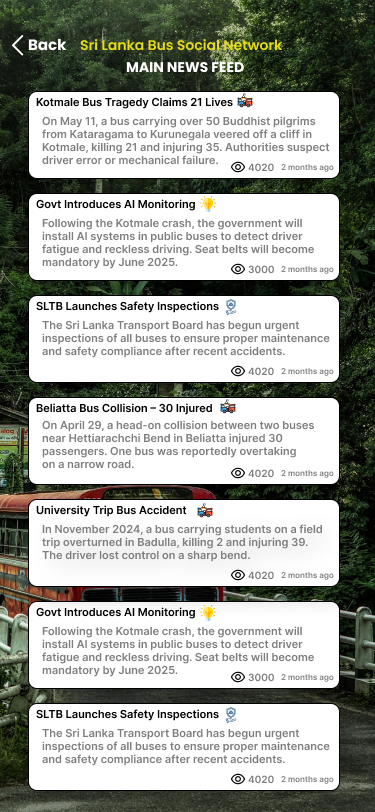 Back
Sri Lanka Bus Social Network
MAIN NEWS FEED
Kotmale Bus Tragedy Claims 21 Lives
On May 11, a bus carrying over 50 Buddhist pilgrims
from Kataragama to Kurunegala veered off a cliff in
Kotmale, killing 21 and injuring 35. Authorities suspect
driver error or mechanical failure.
4020 2 months ago
Govt Introduces AI Monitoring
Following the Kotmale crash, the government will
install AI systems in public buses to detect driver
fatigue and reckless driving. Seat belts will become
mandatory by June 2025.
3000 2 months ago
SLTB Launches Safety Inspections
The Sri Lanka Transport Board has begun urgent
inspections of all buses to ensure proper maintenance
and safety compliance after recent accidents.
4020 2 months ago
Beliatta Bus Collision – 30 Injured
On April 29, a head-on collision between two buses
near Hettiarachchi Bend in Beliatta injured 30
passengers. One bus was reportedly overtaking
on a narrow road.
4020 2 months ago
University Trip Bus Accident
In November 2024, a bus carrying students on a field
trip overturned in Badulla, killing 2 and injuring 39.
The driver lost control on a sharp bend.
4020 2 months ago
Govt Introduces AI Monitoring
Following the Kotmale crash, the government will
install AI systems in public buses to detect driver
fatigue and reckless driving. Seat belts will become
mandatory by June 2025.
3000 2 months ago
SLTB Launches Safety Inspections
The Sri Lanka Transport Board has begun urgent
inspections of all buses to ensure proper maintenance
and safety compliance after recent accidents.
4020 2 months ago